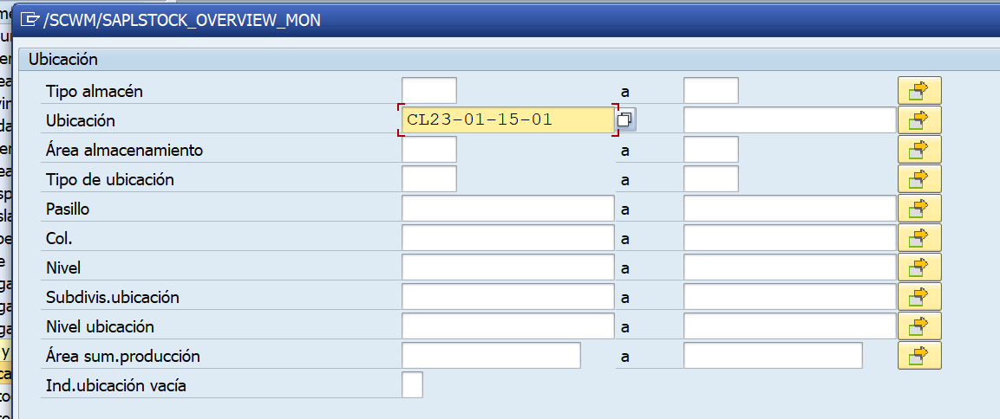 /SCWM/SAPLSTOCK_OVERVIEW_MON
Ubicación
Tipo almacén a
Ubicación CL23-01-15-01
Área almacenamiento a
Tipo de ubicación a
Pasillo a
Col. a
Nivel a
Subdivis.ubicación a
Nivel ubicación a
Área sum.producción a
Ind.ubicación vacía